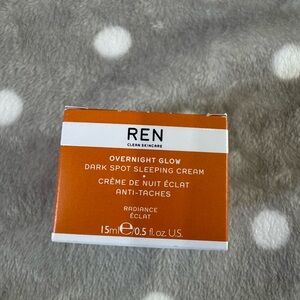 REN
CLEAN SKINCARE
OVERNIGHT GLOW
DARK SPOT SLEEPING CREAM
•
CRÈME DE NUIT ÉCLAT
ANTI-TACHES
RADIANCE
ÉCLAT
15ml℮/0.5 fl. oz. U.S.